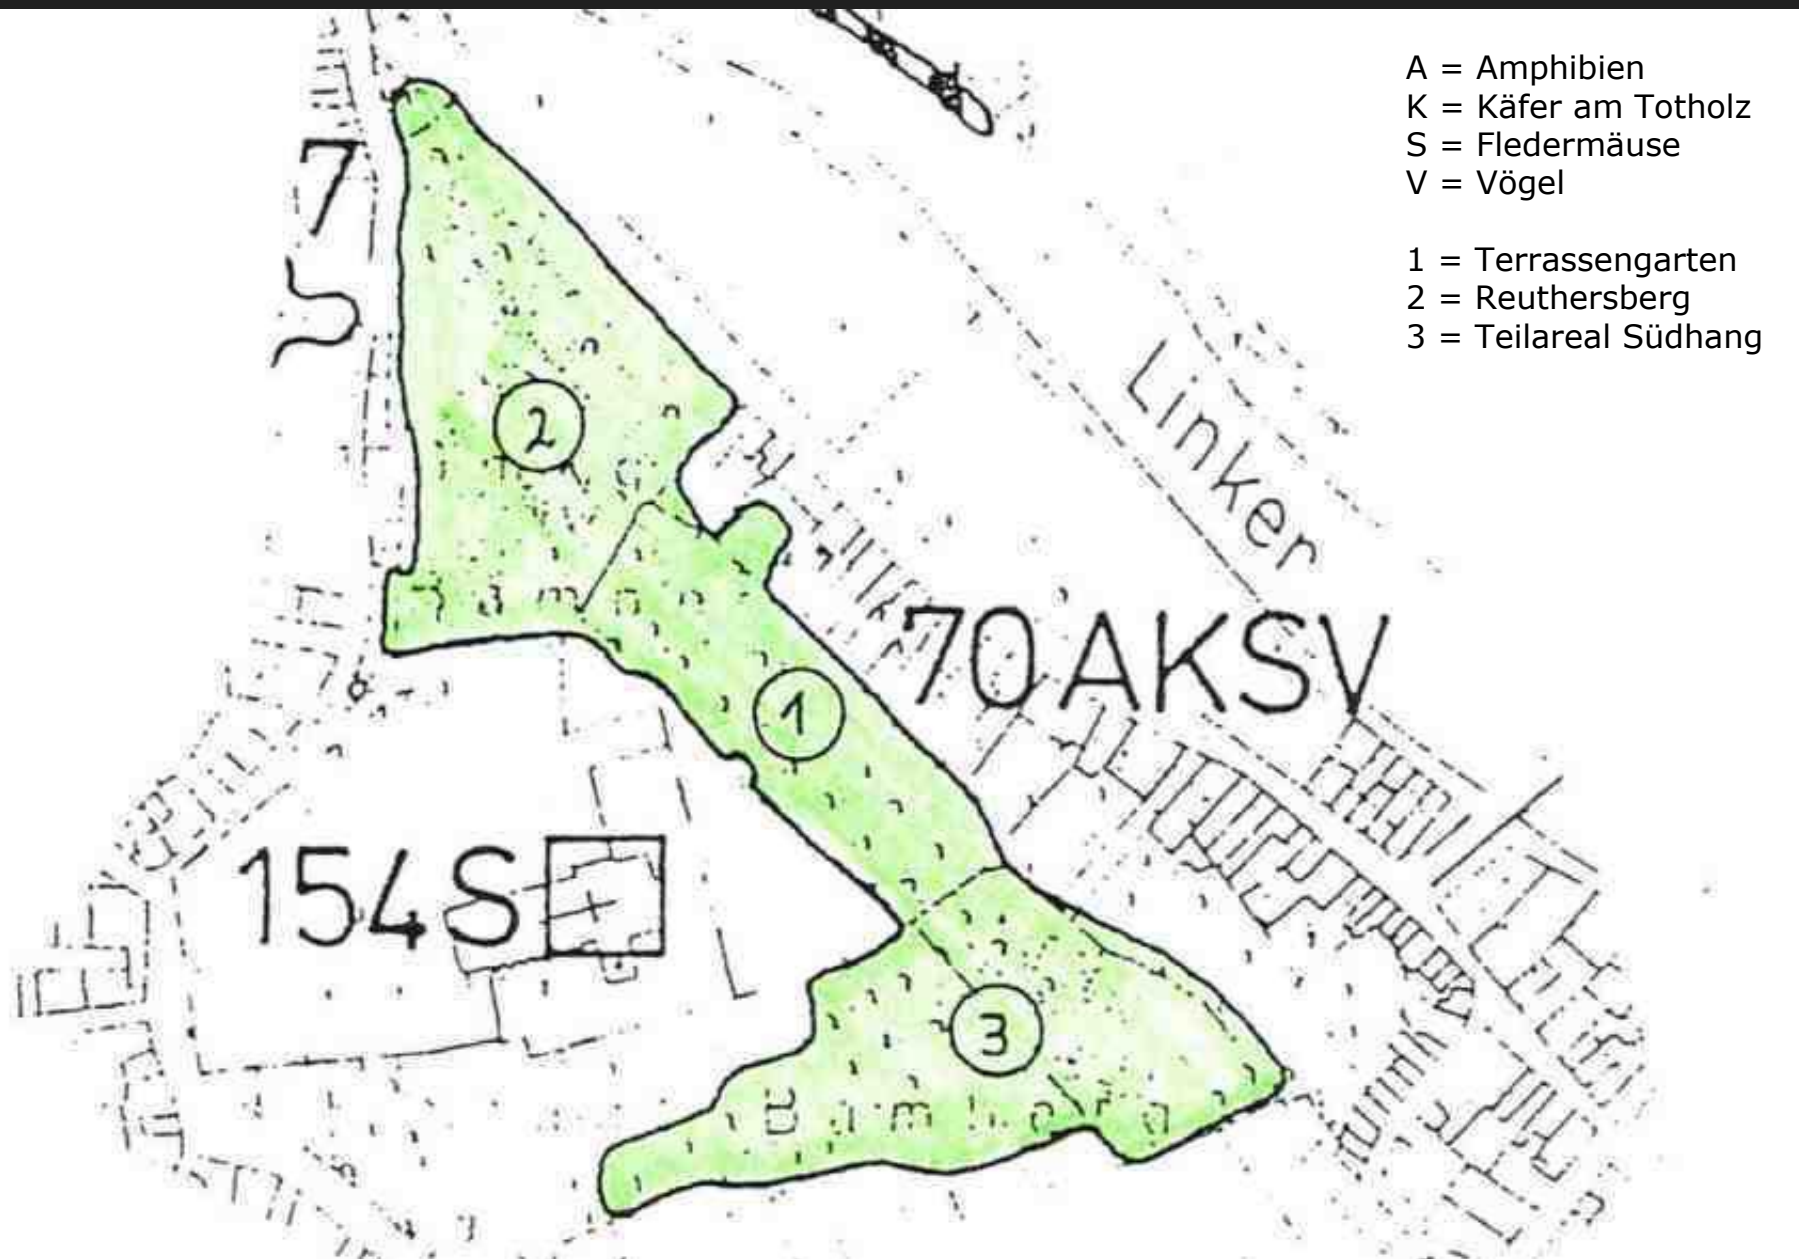 A = Amphibien
K = Käfer am Totholz
S = Fledermäuse
V = Vögel
1 = Terrassengarten
2 = Reuthersberg
3 = Teilareal Südhang
7
5
2
Linker
70AKSV
1
154S
3